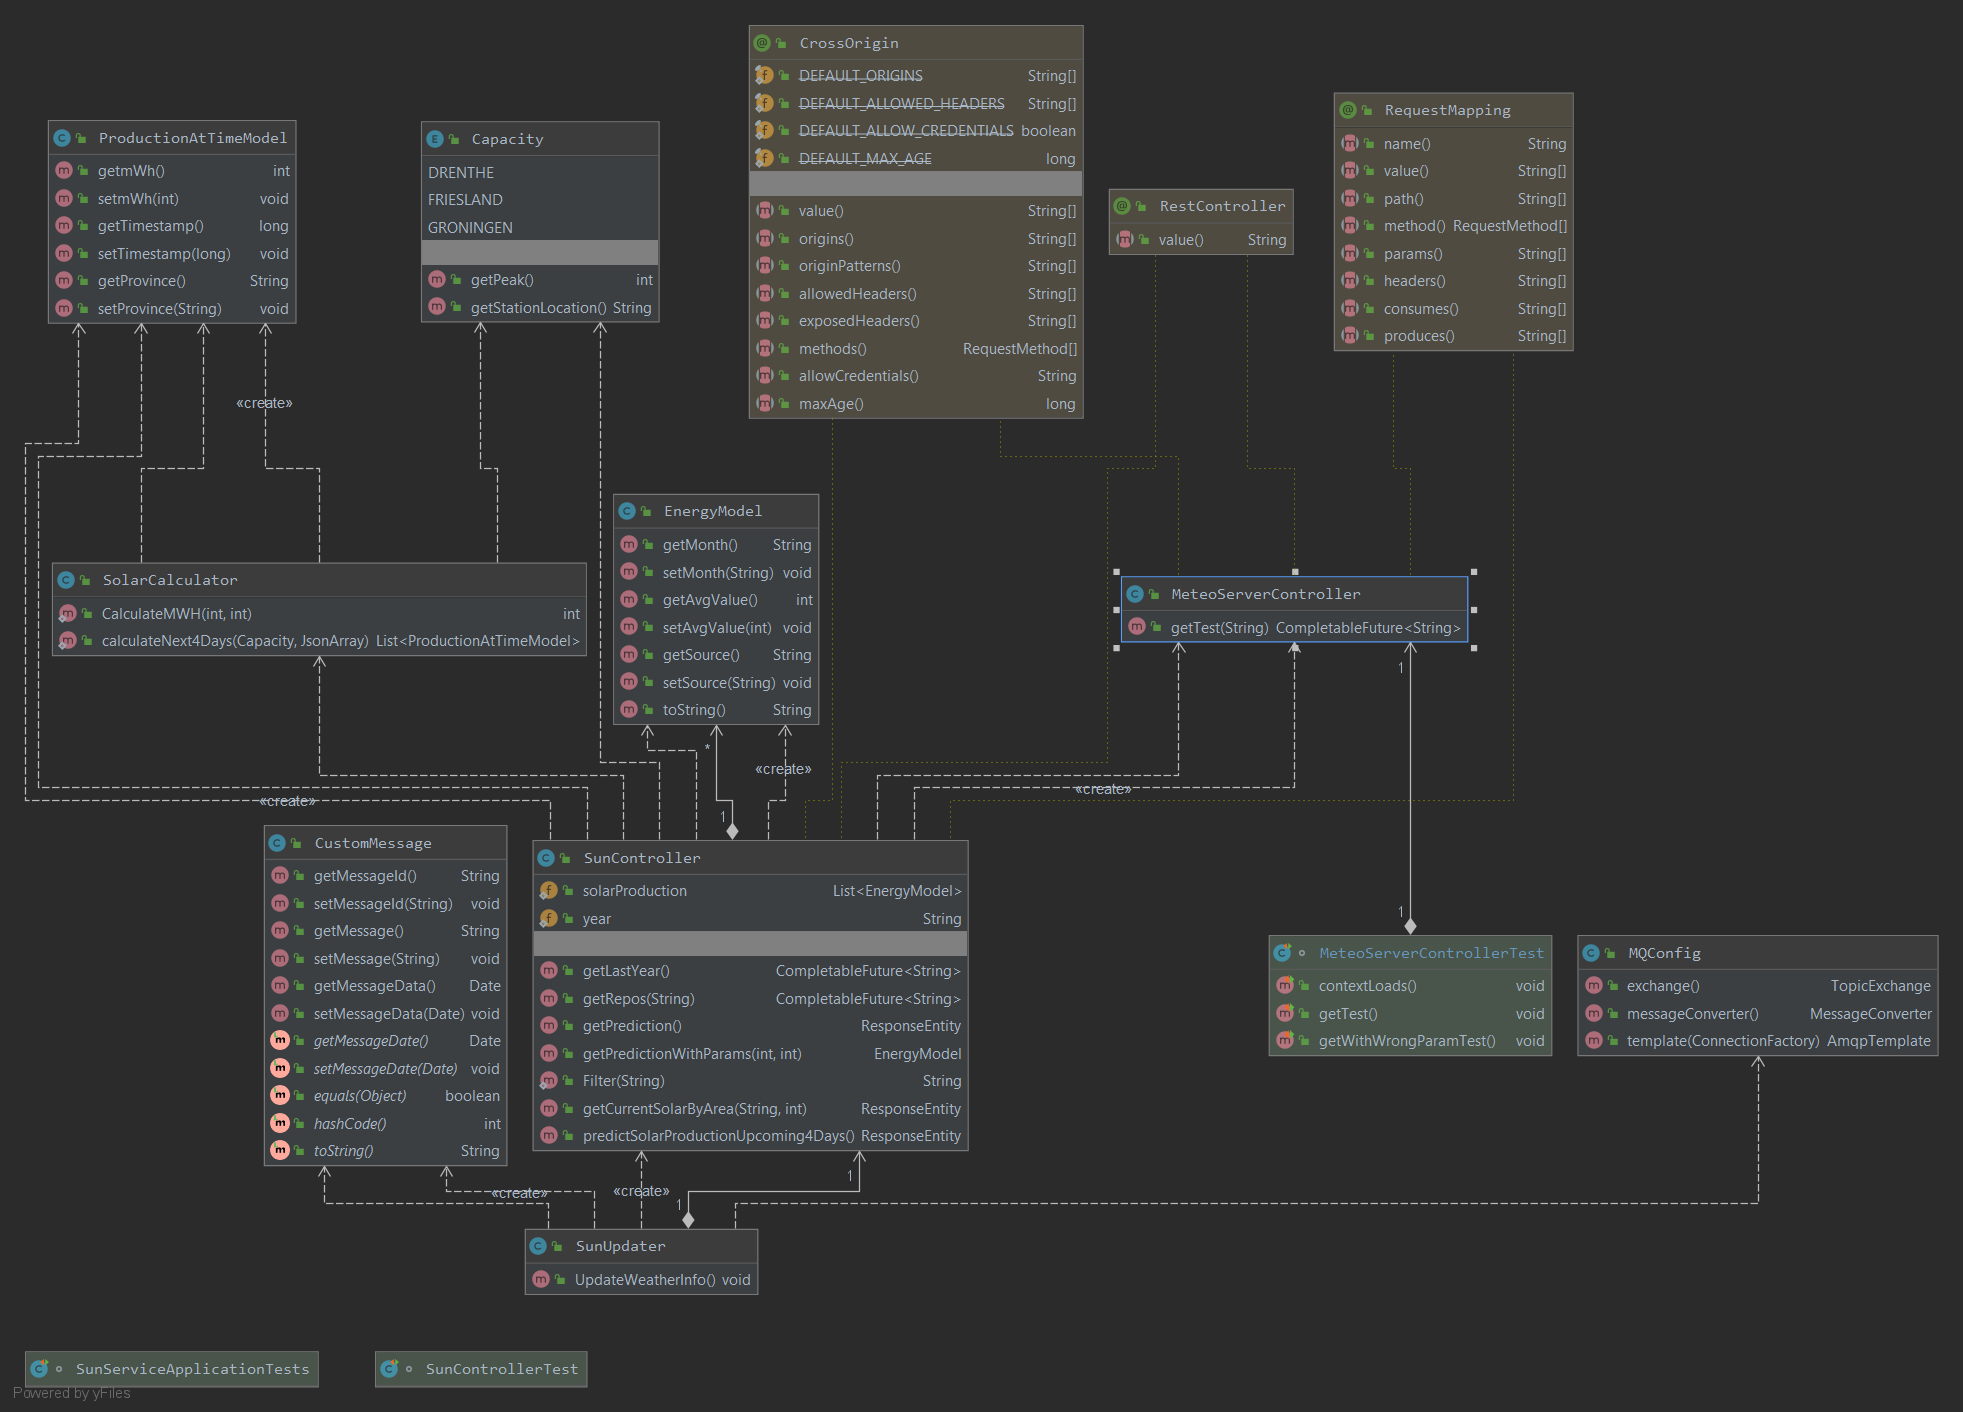 CrossOrigin
DEFAULT_ORIGINS String[]
DEFAULT_ALLOWED_HEADERS String[]
DEFAULT_ALLOW_CREDENTIALS boolean
DEFAULT_MAX_AGE long
value() String[]
origins() String[]
originPatterns() String[]
allowedHeaders() String[]
exposedHeaders() String[]
methods() RequestMethod[]
allowCredentials() String
maxAge() long
RequestMapping
name() String
value() String[]
path() String[]
method() RequestMethod[]
params() String[]
headers() String[]
consumes() String[]
produces() String[]
ProductionAtTimeModel
getmWh() int
setmWh(int) void
getTimestamp() long
setTimestamp(long) void
getProvince() String
setProvince(String) void
Capacity
DRENTHE
FRIESLAND
GRONINGEN
getPeak() int
getStationLocation() String
RestController
value() String
«create»
EnergyModel
getMonth() String
setMonth(String) void
getAvgValue() int
setAvgValue(int) void
getSource() String
setSource(String) void
toString() String
SolarCalculator
CalculateMWH(int, int) int
calculateNext4Days(Capacity, JsonArray) List<ProductionAtTimeModel>
MeteoServerController
getTest(String) CompletableFuture<String>
1
*
«create»
«create»
«create»
1
CustomMessage
getMessageId() String
setMessageId(String) void
getMessage() String
setMessage(String) void
getMessageData() Date
setMessageData(Date) void
getMessageDate() Date
setMessageDate(Date) void
equals(Object) boolean
hashCode() int
toString() String
SunController
solarProduction List<EnergyModel>
year String
getLastYear() CompletableFuture<String>
getRepos(String) CompletableFuture<String>
getPrediction() ResponseEntity
getPredictionWithParams(int, int) EnergyModel
Filter(String) String
getCurrentSolarByArea(String, int) ResponseEntity
predictSolarProductionUpcoming4Days() ResponseEntity
1
MeteoServerControllerTest
contextLoads() void
getTest() void
getWithWrongParamTest() void
MQConfig
exchange() TopicExchange
messageConverter() MessageConverter
template(ConnectionFactory) AmqpTemplate
1
«create»
«create»
1
SunUpdater
UpdateWeatherInfo() void
SunServiceApplicationTests
SunControllerTest
Powered by yFiles